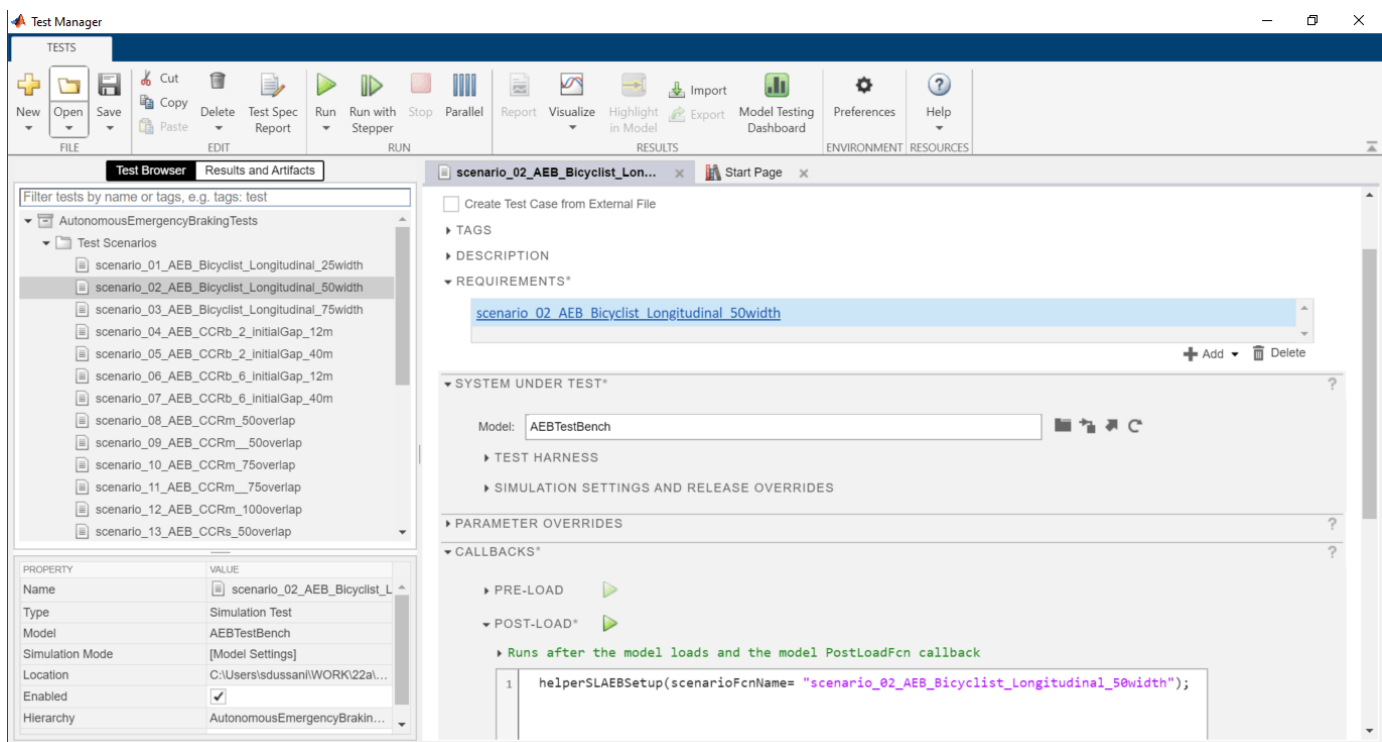 Test Manager
TESTS
New
Open
Save
FILE
Cut
Copy
Paste
Delete
EDIT
Test Spec
Report
Run
Run with
Stepper
Stop
Parallel
RUN
Report
Visualize
Highlight
in Model
Import
Export
Model Testing
Dashboard
RESULTS
Preferences
ENVIRONMENT
Help
RESOURCES
Test Browser
Results and Artifacts
Filter tests by name or tags, e.g. tags: test
AutonomousEmergencyBrakingTests
Test Scenarios
scenario_01_AEB_Bicyclist_Longitudinal_25width
scenario_02_AEB_Bicyclist_Longitudinal_50width
scenario_03_AEB_Bicyclist_Longitudinal_75width
scenario_04_AEB_CCRb_2_initialGap_12m
scenario_05_AEB_CCRb_2_initialGap_40m
scenario_06_AEB_CCRb_6_initialGap_12m
scenario_07_AEB_CCRb_6_initialGap_40m
scenario_08_AEB_CCRm_50overlap
scenario_09_AEB_CCRm__50overlap
scenario_10_AEB_CCRm_75overlap
scenario_11_AEB_CCRm__75overlap
scenario_12_AEB_CCRm_100overlap
scenario_13_AEB_CCRs_50overlap
PROPERTY VALUE
Name scenario_02_AEB_Bicyclist_L
Type Simulation Test
Model AEBTestBench
Simulation Mode [Model Settings]
Location C:\Users\sdussani\WORK\22a\...
Enabled
Hierarchy AutonomousEmergencyBrakin...
scenario_02_AEB_Bicyclist_Lon... x
Start Page x
Create Test Case from External File
TAGS
DESCRIPTION
REQUIREMENTS*
scenario_02_AEB_Bicyclist_Longitudinal_50width
Add
Delete
SYSTEM UNDER TEST* ?
Model: AEBTestBench
TEST HARNESS
SIMULATION SETTINGS AND RELEASE OVERRIDES
PARAMETER OVERRIDES ?
CALLBACKS* ?
PRE-LOAD
POST-LOAD*
Runs after the model loads and the model PostLoadFcn callback
1 helperSLAEBSetup(scenarioFcnName= "scenario_02_AEB_Bicyclist_Longitudinal_50width");